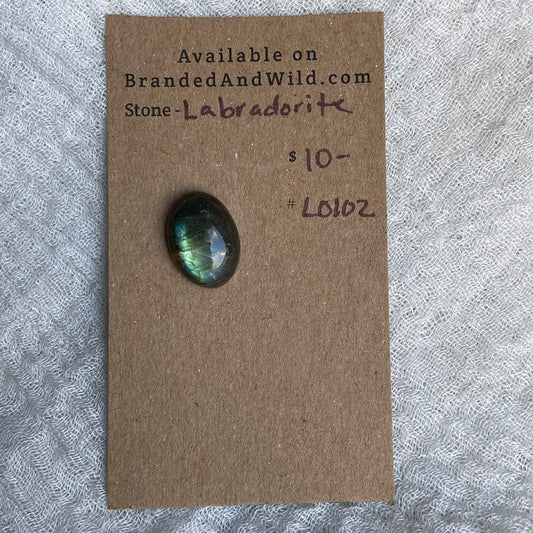 Available on
BrandedAndWild.com
Stone - Labradorite
$ 10-
# L0102